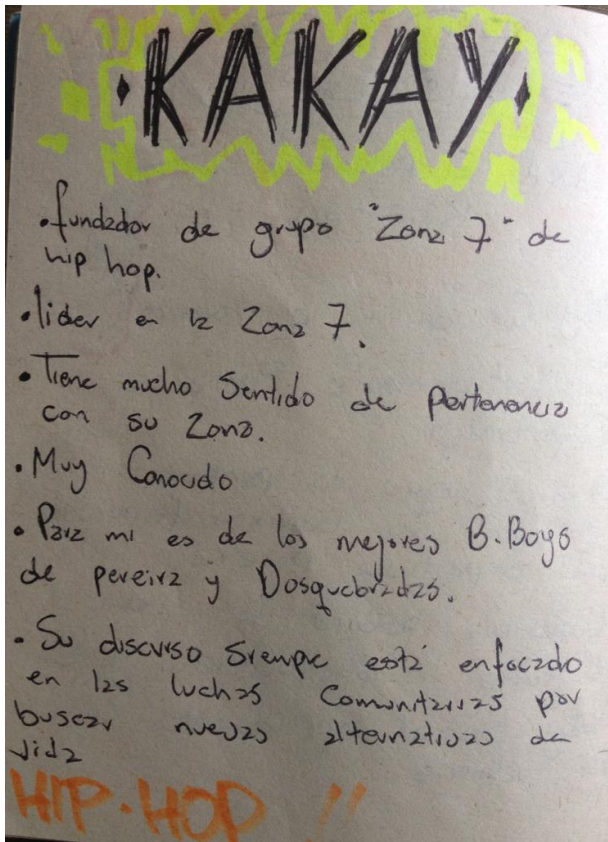 ·KAKAY·
·fundador de grupo "Zona 7" de
hip hop.
·lider en la Zona 7.
·Tiene mucho Sentido de Pertenencia
con su Zona.
·Muy Conocido
·Para mi es de los mejores B.Boys
de pereira y Dosquebradas.
·Su discurso Siempre está enfocado
en las luchas Comunitarias por
buscar nuevas alternativas de
vida
HIP·HOP !!